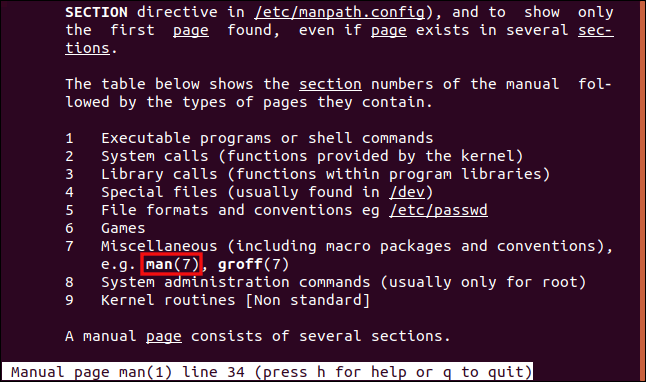 SECTION directive in /etc/manpath.config), and to show only
the first page found, even if page exists in several sec-
tions.
The table below shows the section numbers of the manual fol-
lowed by the types of pages they contain.
1 Executable programs or shell commands
2 System calls (functions provided by the kernel)
3 Library calls (functions within program libraries)
4 Special files (usually found in /dev)
5 File formats and conventions eg /etc/passwd
6 Games
7 Miscellaneous (including macro packages and conventions),
e.g. man(7), groff(7)
8 System administration commands (usually only for root)
9 Kernel routines [Non standard]
A manual page consists of several sections.
Manual page man(1) line 34 (press h for help or q to quit)